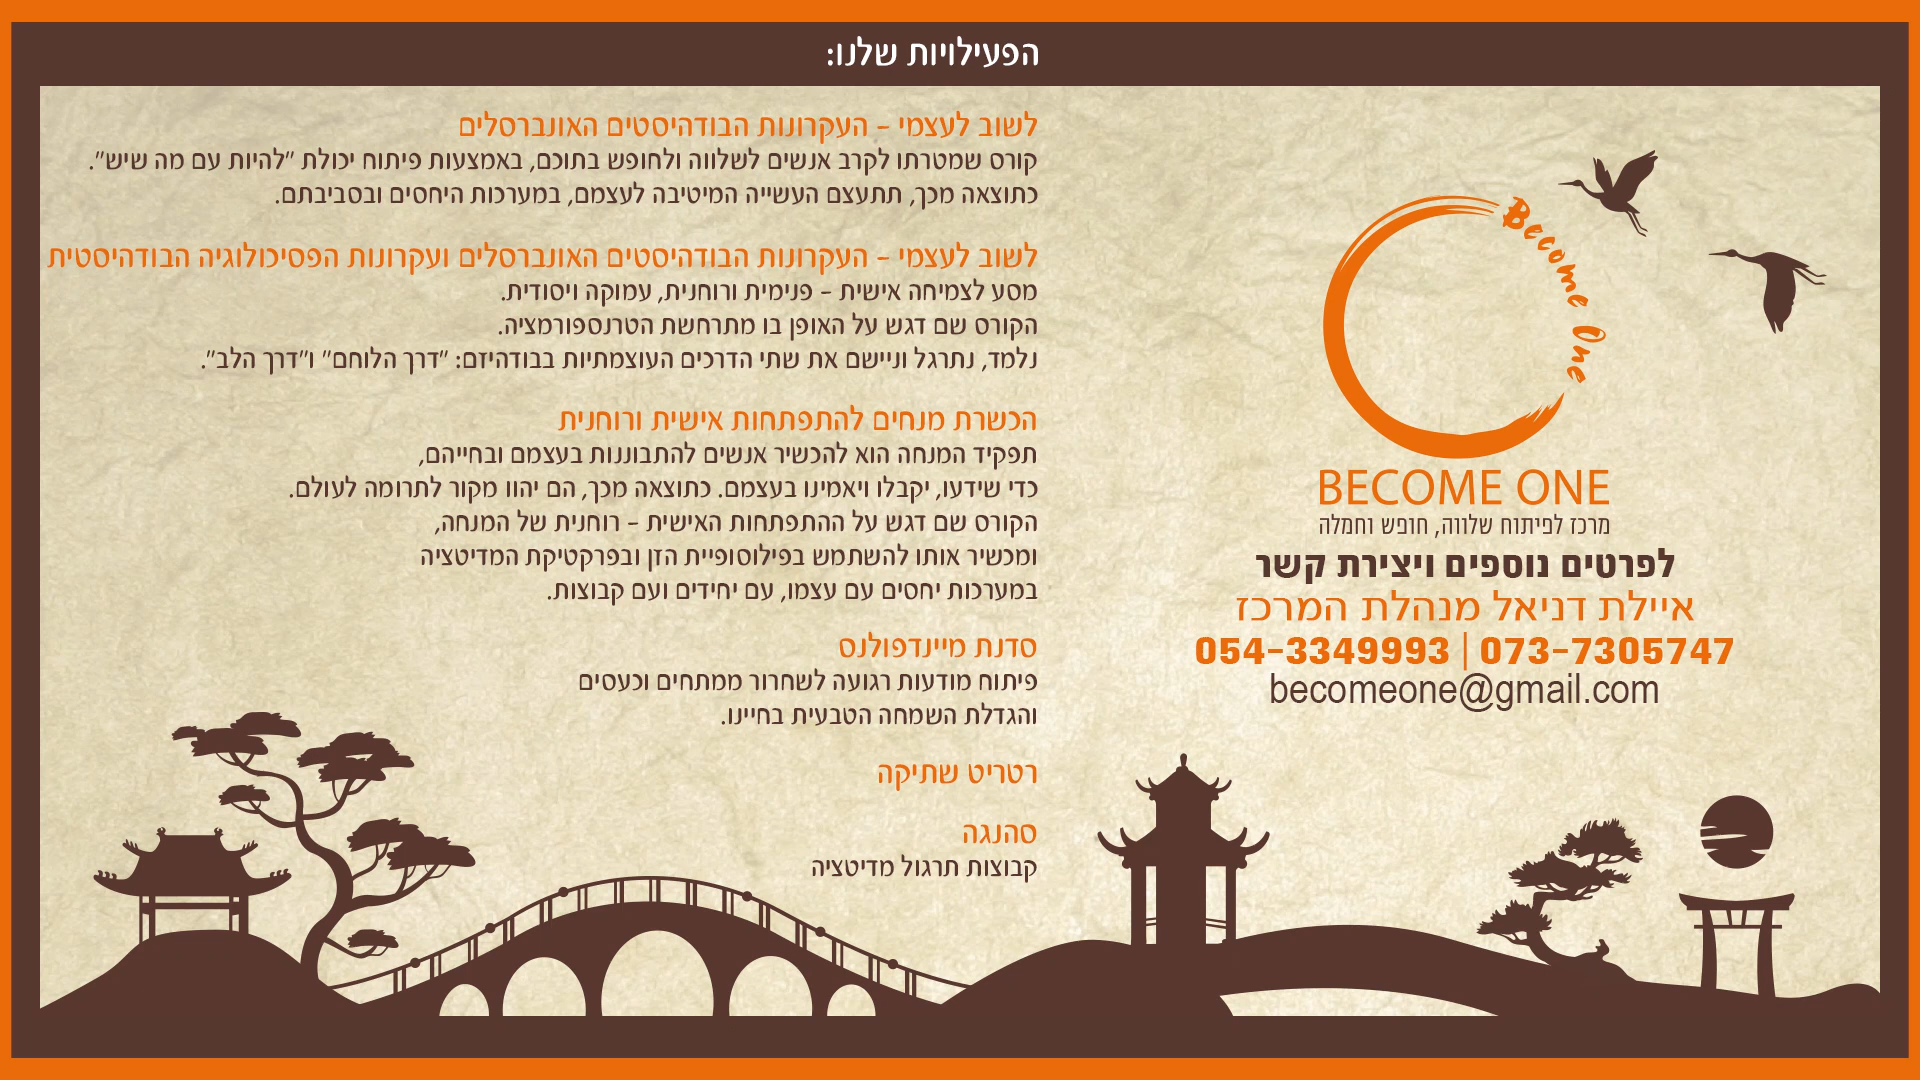 הפעילויות שלנו:
לשוב לעצמי – העקרונות הבודהיסטים האונברסלים
קורס שמטרתו לקרב אנשים לשלווה ולחופש בתוכם, באמצעות פיתוח יכולת "להיות עם מה שיש".
כתוצאה מכך, תתעצם העשייה המיטיבה לעצמם, במערכות היחסים ובסביבתם.
לשוב לעצמי – העקרונות הבודהיסטים האונברסלים ועקרונות הפסיכולוגיה הבודהיסטית
מסע לצמיחה אישית – פנימית ורוחנית, עמוקה ויסודית.
הקורס שם דגש על האופן בו מתרחשת הטרנספורמציה.
נלמד, נתרגל וניישם את שתי הדרכים העוצמתיות בבודהיזם: "דרך הלוחם" ו"דרך הלב".
הכשרת מנחים להתפתחות אישית ורוחנית
תפקיד המנחה הוא להכשיר אנשים להתבוננות בעצמם ובחייהם,
כדי שידעו, יקבלו ויאמינו בעצמם. כתוצאה מכך, הם יהוו מקור לתרומה לעולם.
הקורס שם דגש על ההתפתחות האישית – רוחנית של המנחה,
ומכשיר אותו להשתמש בפילוסופיית הזן ובפרקטיקת המדיטציה
במערכות יחסים עם עצמו, עם יחידים ועם קבוצות.
סדנת מיינדפולנס
פיתוח מודעות רגועה לשחרור ממתחים וכעסים
והגדלת השמחה הטבעית בחיינו.
רטריט שתיקה
סהנגה
קבוצות תרגול מדיטציה
Become One
BECOME ONE
מרכז לפיתוח שלווה, חופש וחמלה
לפרטים נוספים ויצירת קשר
איילת דניאל מנהלת המרכז
054-3349993 | 073-7305747
becomeone@gmail.com